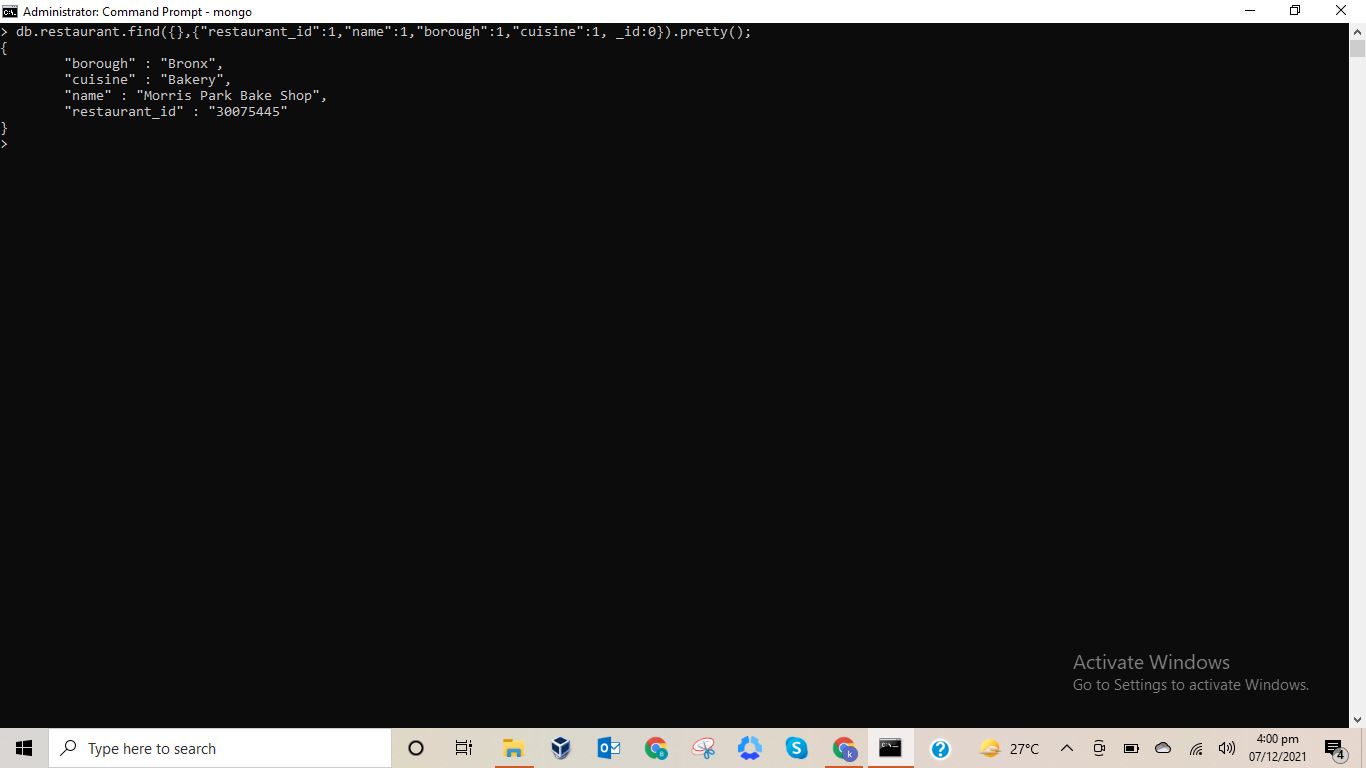 Administrator: Command Prompt - mongo
> db.restaurant.find({},{"restaurant_id":1,"name":1,"borough":1,"cuisine":1, _id:0}).pretty();
{
        "borough" : "Bronx",
        "cuisine" : "Bakery",
        "name" : "Morris Park Bake Shop",
        "restaurant_id" : "30075445"
}
>
Activate Windows
Go to Settings to activate Windows.
Type here to search
27°C
4:00 pm
07/12/2021
4